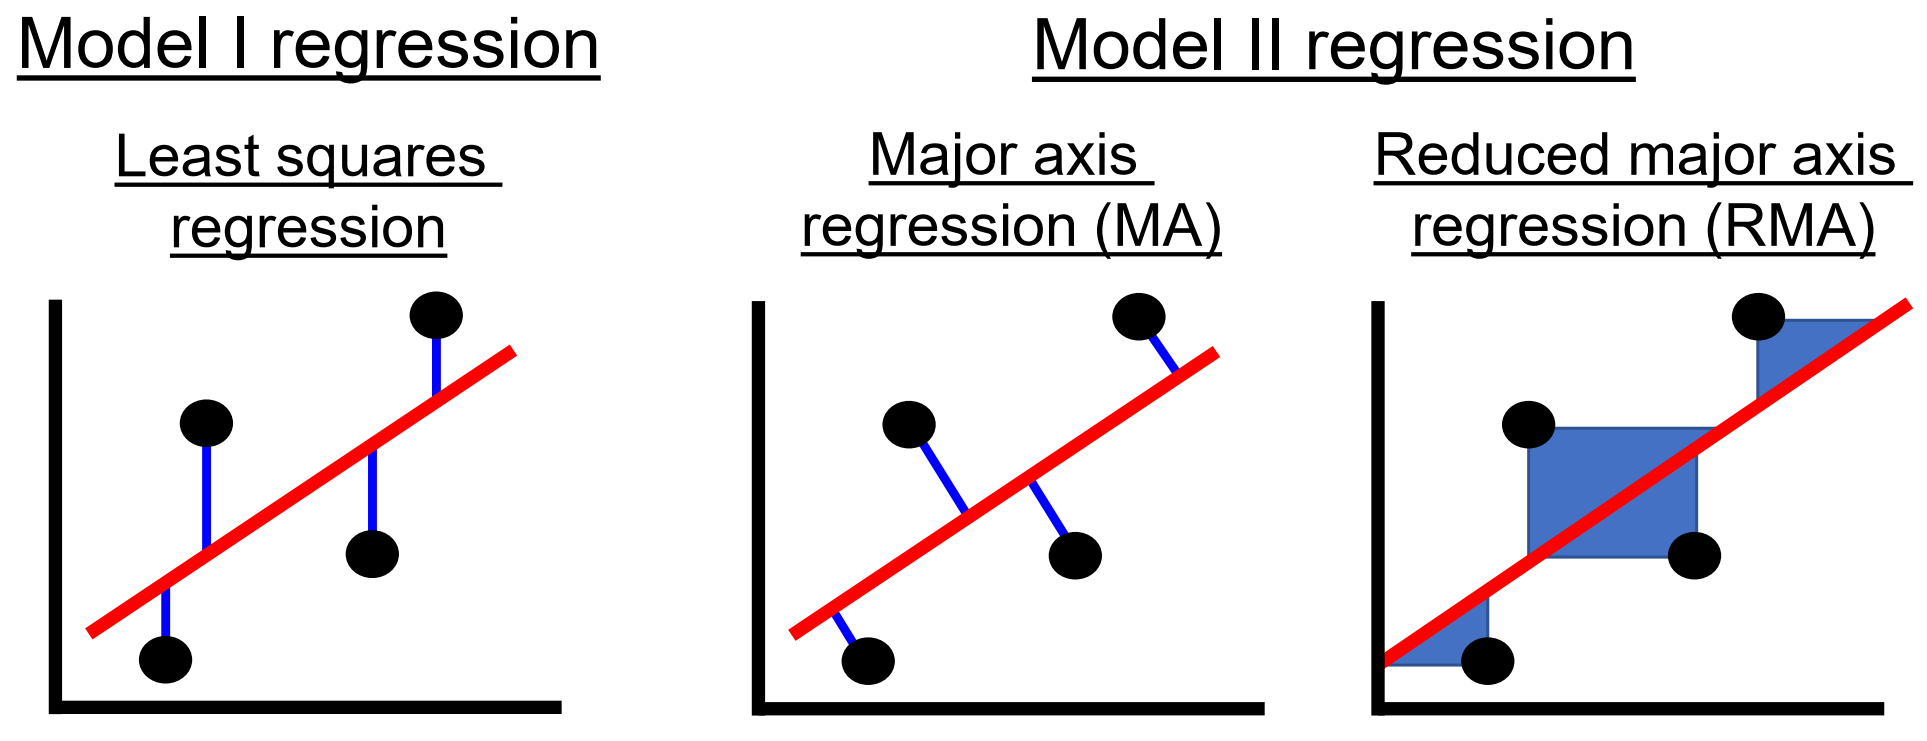 Model I regression
Model II regression
Least squares
regression
Major axis
regression (MA)
Reduced major axis
regression (RMA)